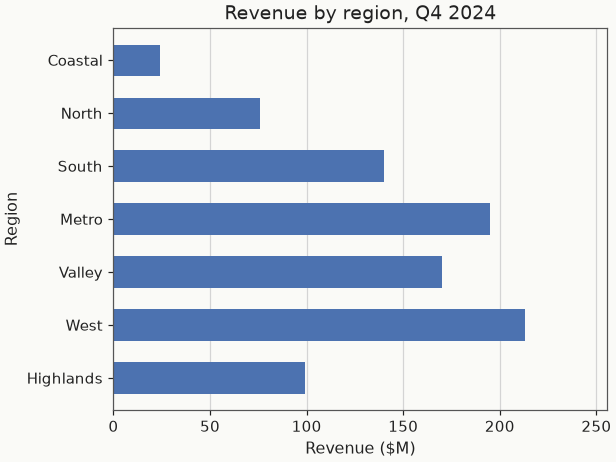 Revenue by region, Q4 2024
Region
Coastal
North
South
Metro
Valley
West
Highlands
0 50 100 150 200 250
Revenue ($M)